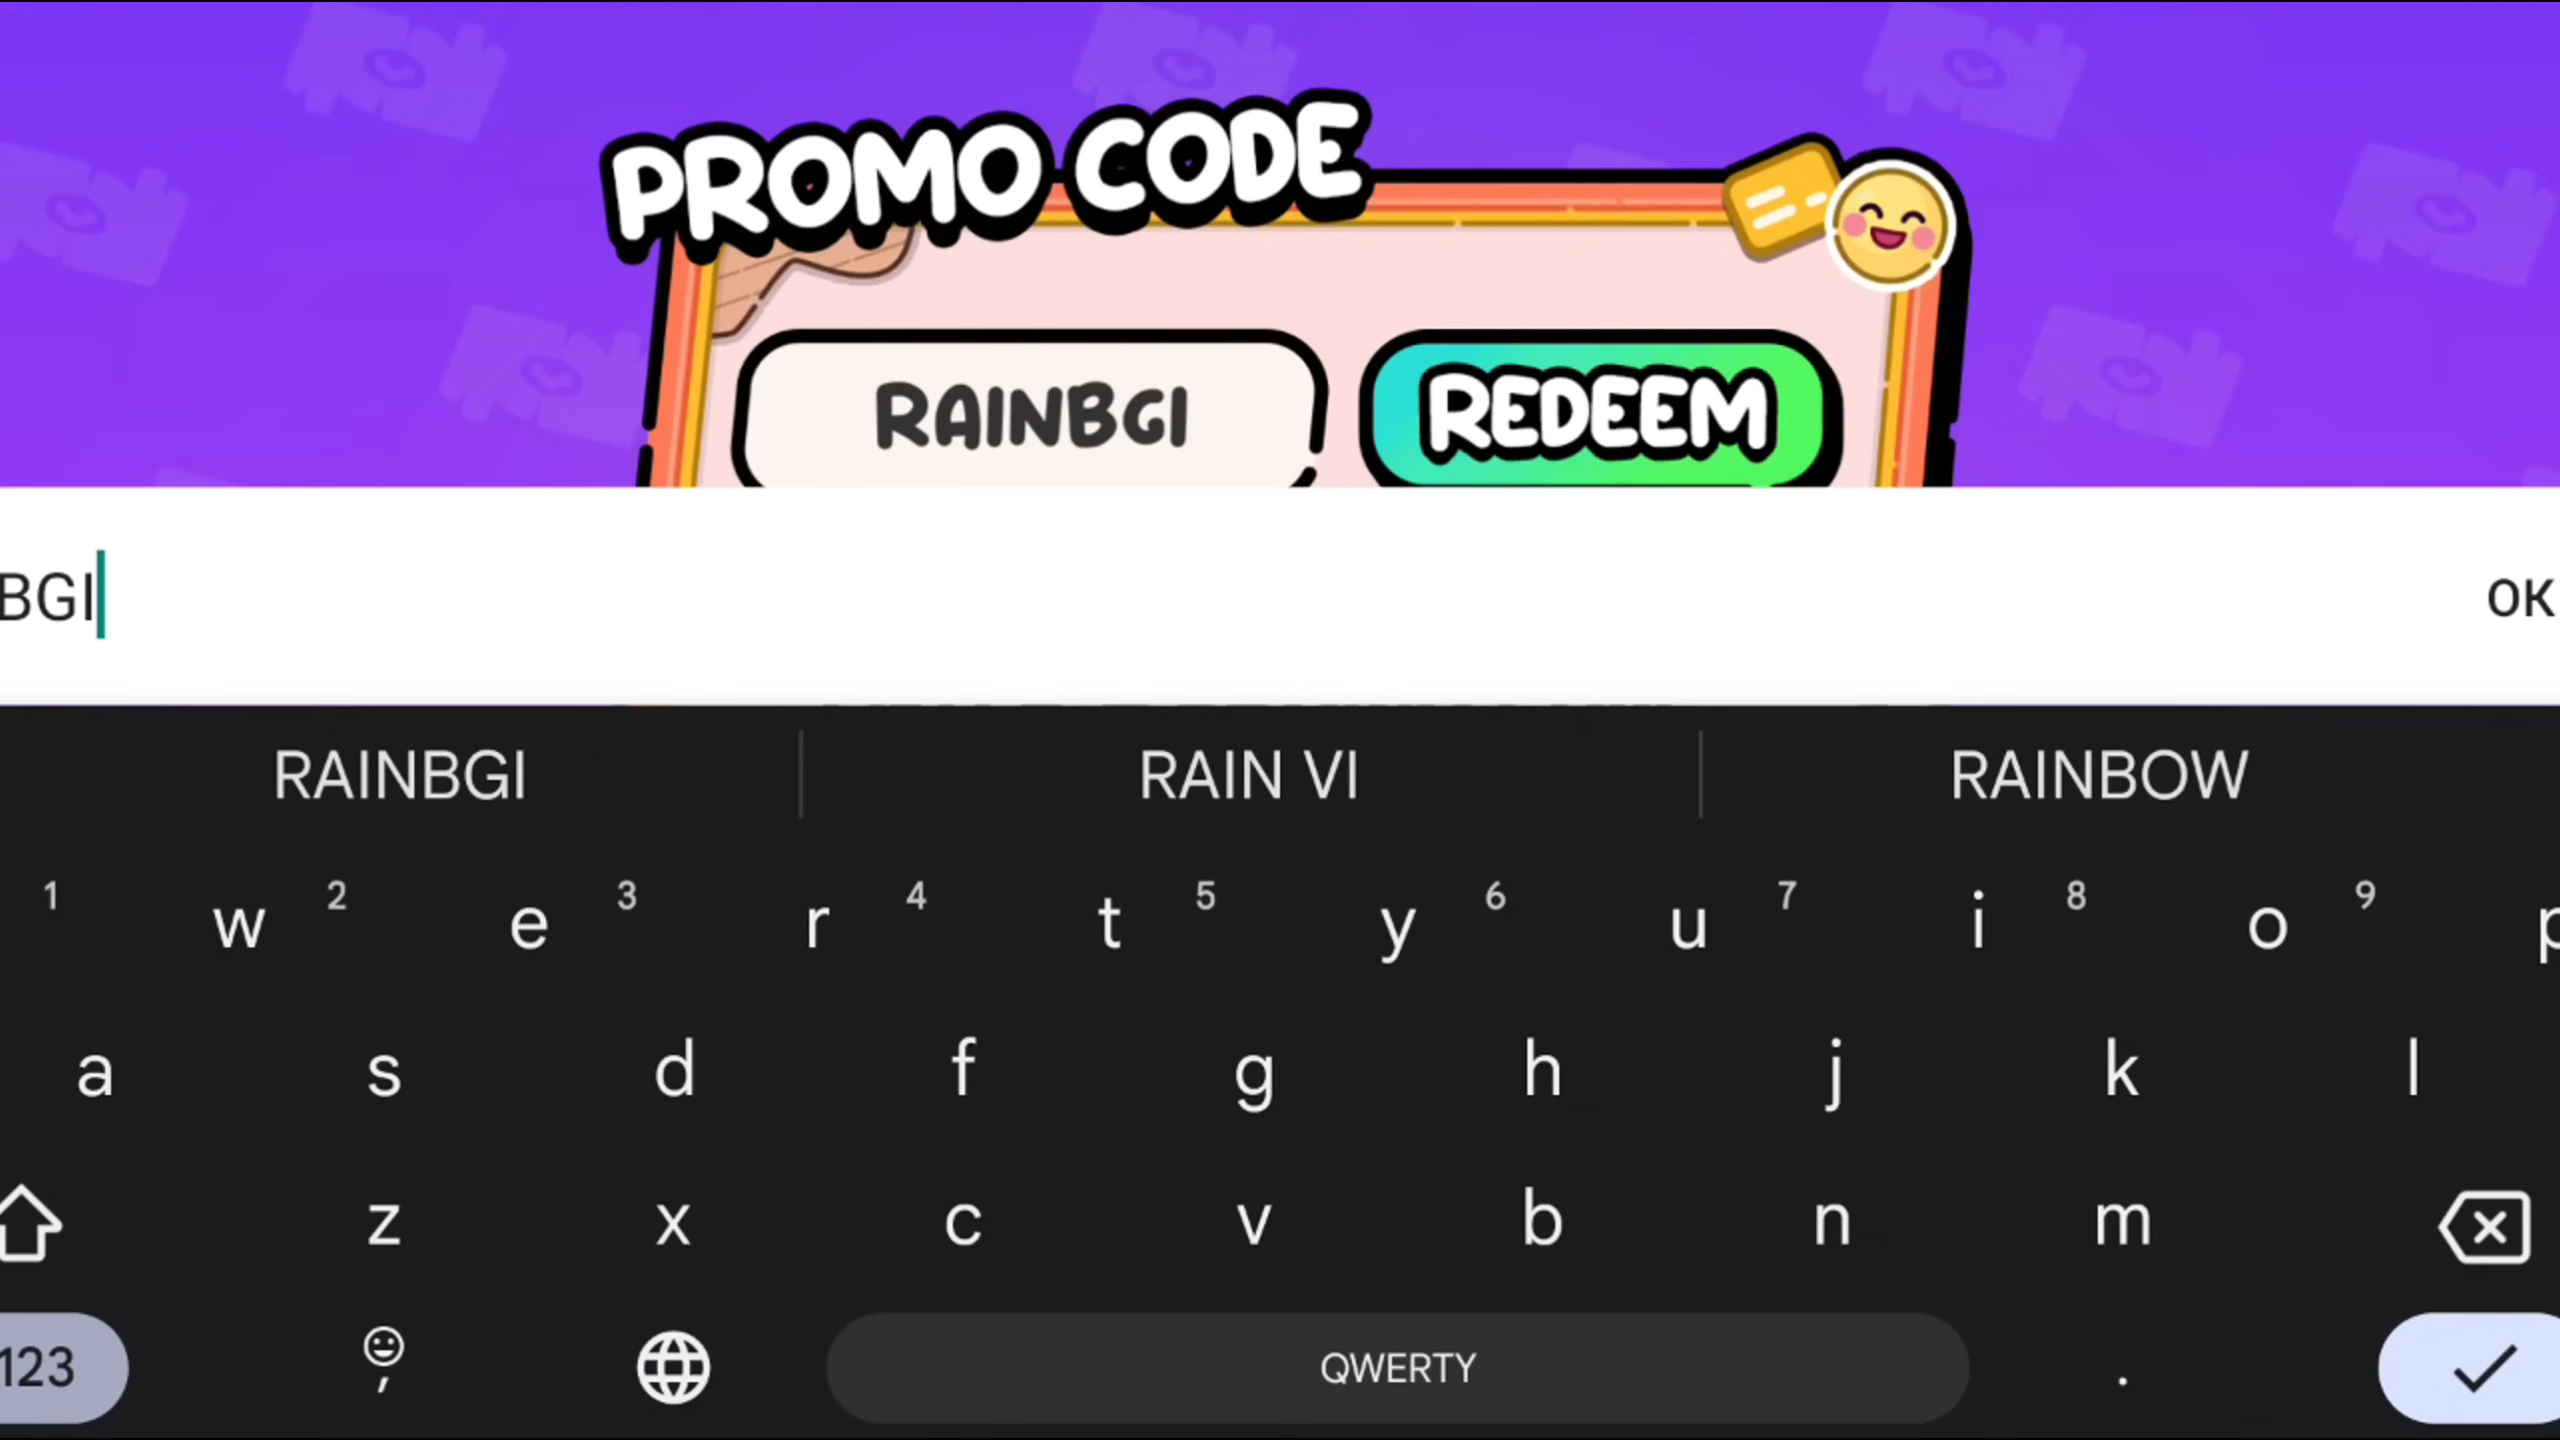 PROMO CODE
RAINBGI
REDEEM
BGI
OK
RAINBGI
RAIN VI
RAINBOW
1 2 3 4 5 6 7 8 9
w e r t y u i o p
a s d f g h j k l
z x c v b n m
123
,
QWERTY
.